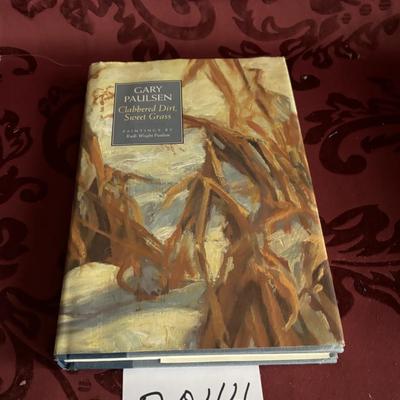 GARY
PAULSEN
Clabbered Dirt,
Sweet Grass
PAINTINGS BY
Ruth Wright Paulsen